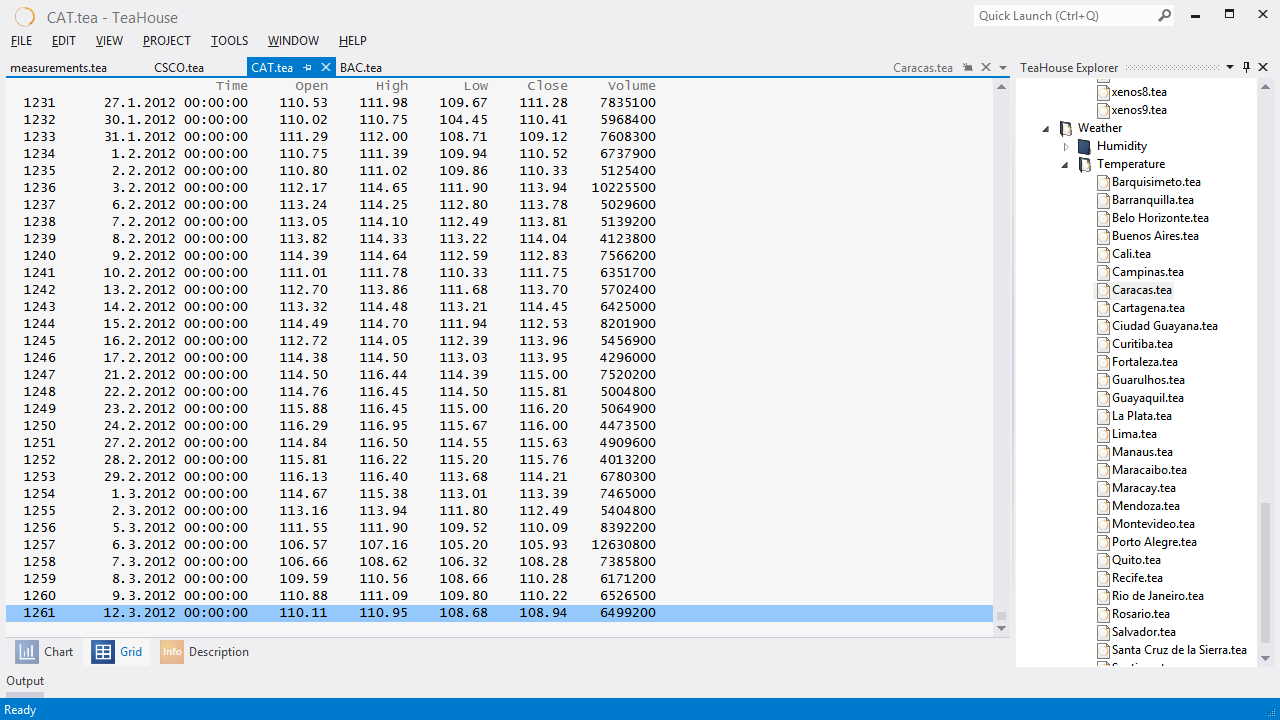 CAT.tea - TeaHouse
Quick Launch (Ctrl+Q)
FILE EDIT VIEW PROJECT TOOLS WINDOW HELP
measurements.tea CSCO.tea CAT.tea BAC.tea Caracas.tea
Time Open High Low Close Volume
1231 27.1.2012 00:00:00 110.53 111.98 109.67 111.28 7835100
1232 30.1.2012 00:00:00 110.02 110.75 104.45 110.41 5968400
1233 31.1.2012 00:00:00 111.29 112.00 108.71 109.12 7608300
1234 1.2.2012 00:00:00 110.75 111.39 109.94 110.52 6737900
1235 2.2.2012 00:00:00 110.80 111.02 109.86 110.33 5125400
1236 3.2.2012 00:00:00 112.17 114.65 111.90 113.94 10225500
1237 6.2.2012 00:00:00 113.24 114.25 112.80 113.78 5029600
1238 7.2.2012 00:00:00 113.05 114.10 112.49 113.81 5139200
1239 8.2.2012 00:00:00 113.82 114.33 113.22 114.04 4123800
1240 9.2.2012 00:00:00 114.39 114.64 112.59 112.83 7566200
1241 10.2.2012 00:00:00 111.01 111.78 110.33 111.75 6351700
1242 13.2.2012 00:00:00 112.70 113.86 111.68 113.70 5702400
1243 14.2.2012 00:00:00 113.32 114.48 113.21 114.45 6425000
1244 15.2.2012 00:00:00 114.49 114.70 111.94 112.53 8201900
1245 16.2.2012 00:00:00 112.72 114.05 112.39 113.96 5456900
1246 17.2.2012 00:00:00 114.38 114.50 113.03 113.95 4296000
1247 21.2.2012 00:00:00 114.50 116.44 114.39 115.00 7520200
1248 22.2.2012 00:00:00 114.76 116.45 114.50 115.81 5004800
1249 23.2.2012 00:00:00 115.88 116.45 115.00 116.20 5064900
1250 24.2.2012 00:00:00 116.29 116.95 115.67 116.00 4473500
1251 27.2.2012 00:00:00 114.84 116.50 114.55 115.63 4909600
1252 28.2.2012 00:00:00 115.81 116.22 115.20 115.76 4013200
1253 29.2.2012 00:00:00 116.13 116.40 113.68 114.21 6780300
1254 1.3.2012 00:00:00 114.67 115.38 113.01 113.39 7465000
1255 2.3.2012 00:00:00 113.16 113.94 111.80 112.49 5404800
1256 5.3.2012 00:00:00 111.55 111.90 109.52 110.09 8392200
1257 6.3.2012 00:00:00 106.57 107.16 105.20 105.93 12630800
1258 7.3.2012 00:00:00 106.66 108.62 106.32 108.28 7385800
1259 8.3.2012 00:00:00 109.59 110.56 108.66 110.28 6171200
1260 9.3.2012 00:00:00 110.88 111.09 109.80 110.22 6526500
1261 12.3.2012 00:00:00 110.11 110.95 108.68 108.94 6499200
Chart Grid Info Description
Output
Ready
TeaHouse Explorer
xenos8.tea
xenos9.tea
Weather
Humidity
Temperature
Barquisimeto.tea
Barranquilla.tea
Belo Horizonte.tea
Buenos Aires.tea
Cali.tea
Campinas.tea
Caracas.tea
Cartagena.tea
Ciudad Guayana.tea
Curitiba.tea
Fortaleza.tea
Guarulhos.tea
Guayaquil.tea
La Plata.tea
Lima.tea
Manaus.tea
Maracaibo.tea
Maracay.tea
Mendoza.tea
Montevideo.tea
Porto Alegre.tea
Quito.tea
Recife.tea
Rio de Janeiro.tea
Rosario.tea
Salvador.tea
Santa Cruz de la Sierra.tea